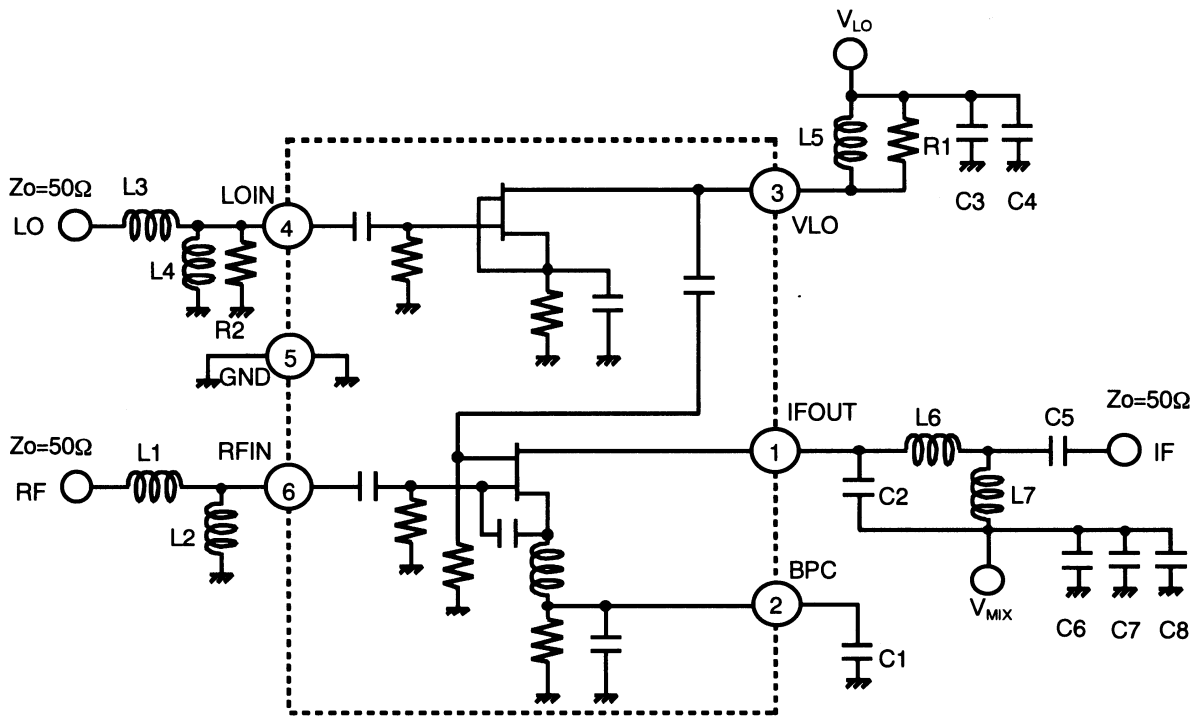 V_LO
L5
R1
C3
C4
Zo=50Ω
L3
LOIN
LO
4
3
VLO
L4
R2
5
GND
Zo=50Ω
L1
RFIN
RF
6
L2
IFOUT
1
L6
C5
Zo=50Ω
IF
C2
L7
V_MIX
C6
C7
C8
BPC
2
C1